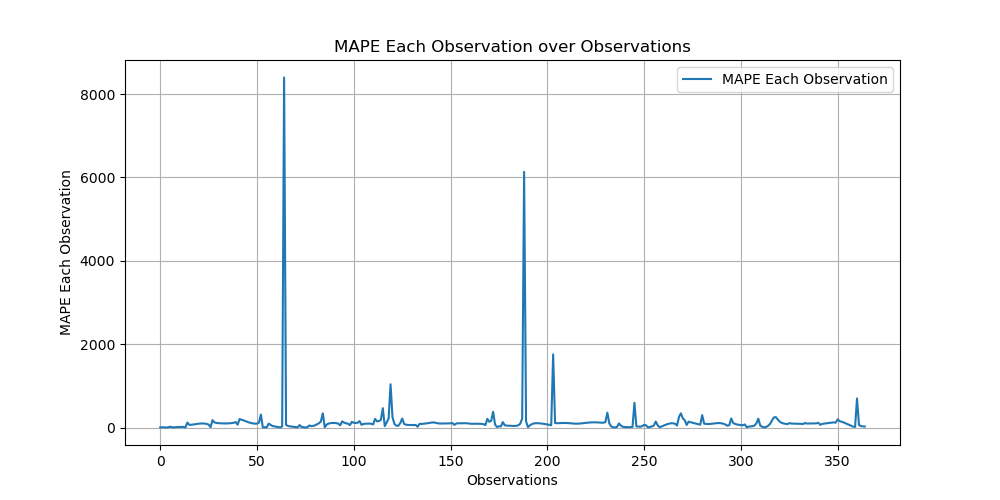 MAPE Each Observation over Observations
MAPE Each Observation
8000
6000
4000
2000
0
MAPE Each Observation
0 50 100 150 200 250 300 350
Observations